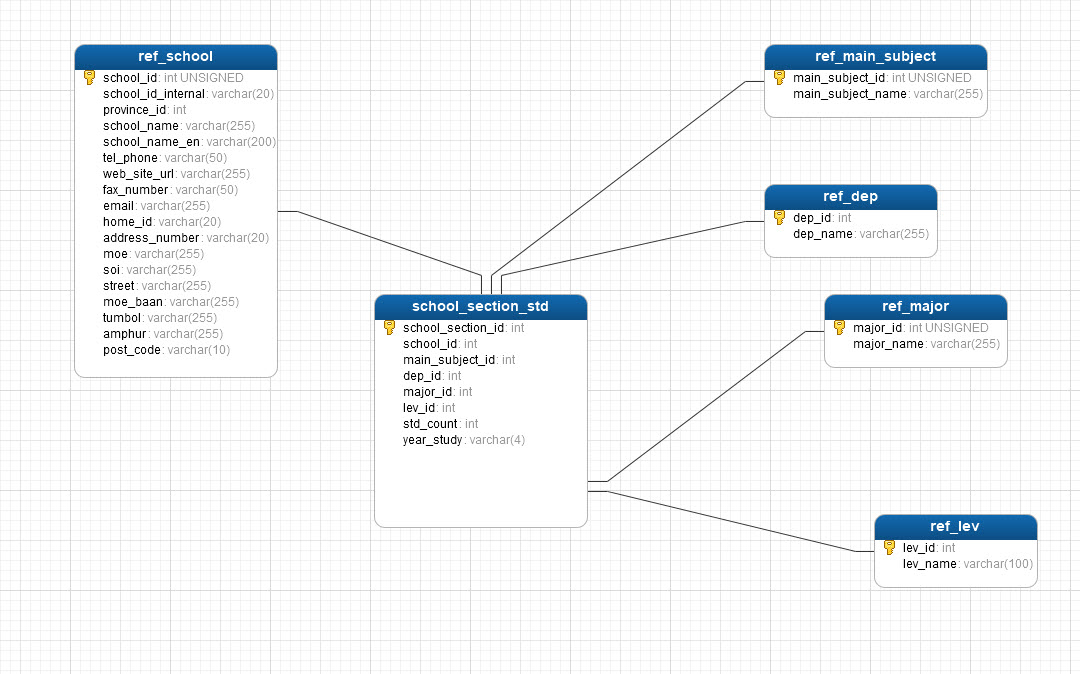 ref_school
school_id: int UNSIGNED
school_id_internal: varchar(20)
province_id: int
school_name: varchar(255)
school_name_en: varchar(200)
tel_phone: varchar(50)
web_site_url: varchar(255)
fax_number: varchar(50)
email: varchar(255)
home_id: varchar(20)
address_number: varchar(20)
moe: varchar(255)
soi: varchar(255)
street: varchar(255)
moe_baan: varchar(255)
tumbol: varchar(255)
amphur: varchar(255)
post_code: varchar(10)
ref_main_subject
main_subject_id: int UNSIGNED
main_subject_name: varchar(255)
ref_dep
dep_id: int
dep_name: varchar(255)
school_section_std
school_section_id: int
school_id: int
main_subject_id: int
dep_id: int
major_id: int
lev_id: int
std_count: int
year_study: varchar(4)
ref_major
major_id: int UNSIGNED
major_name: varchar(255)
ref_lev
lev_id: int
lev_name: varchar(100)